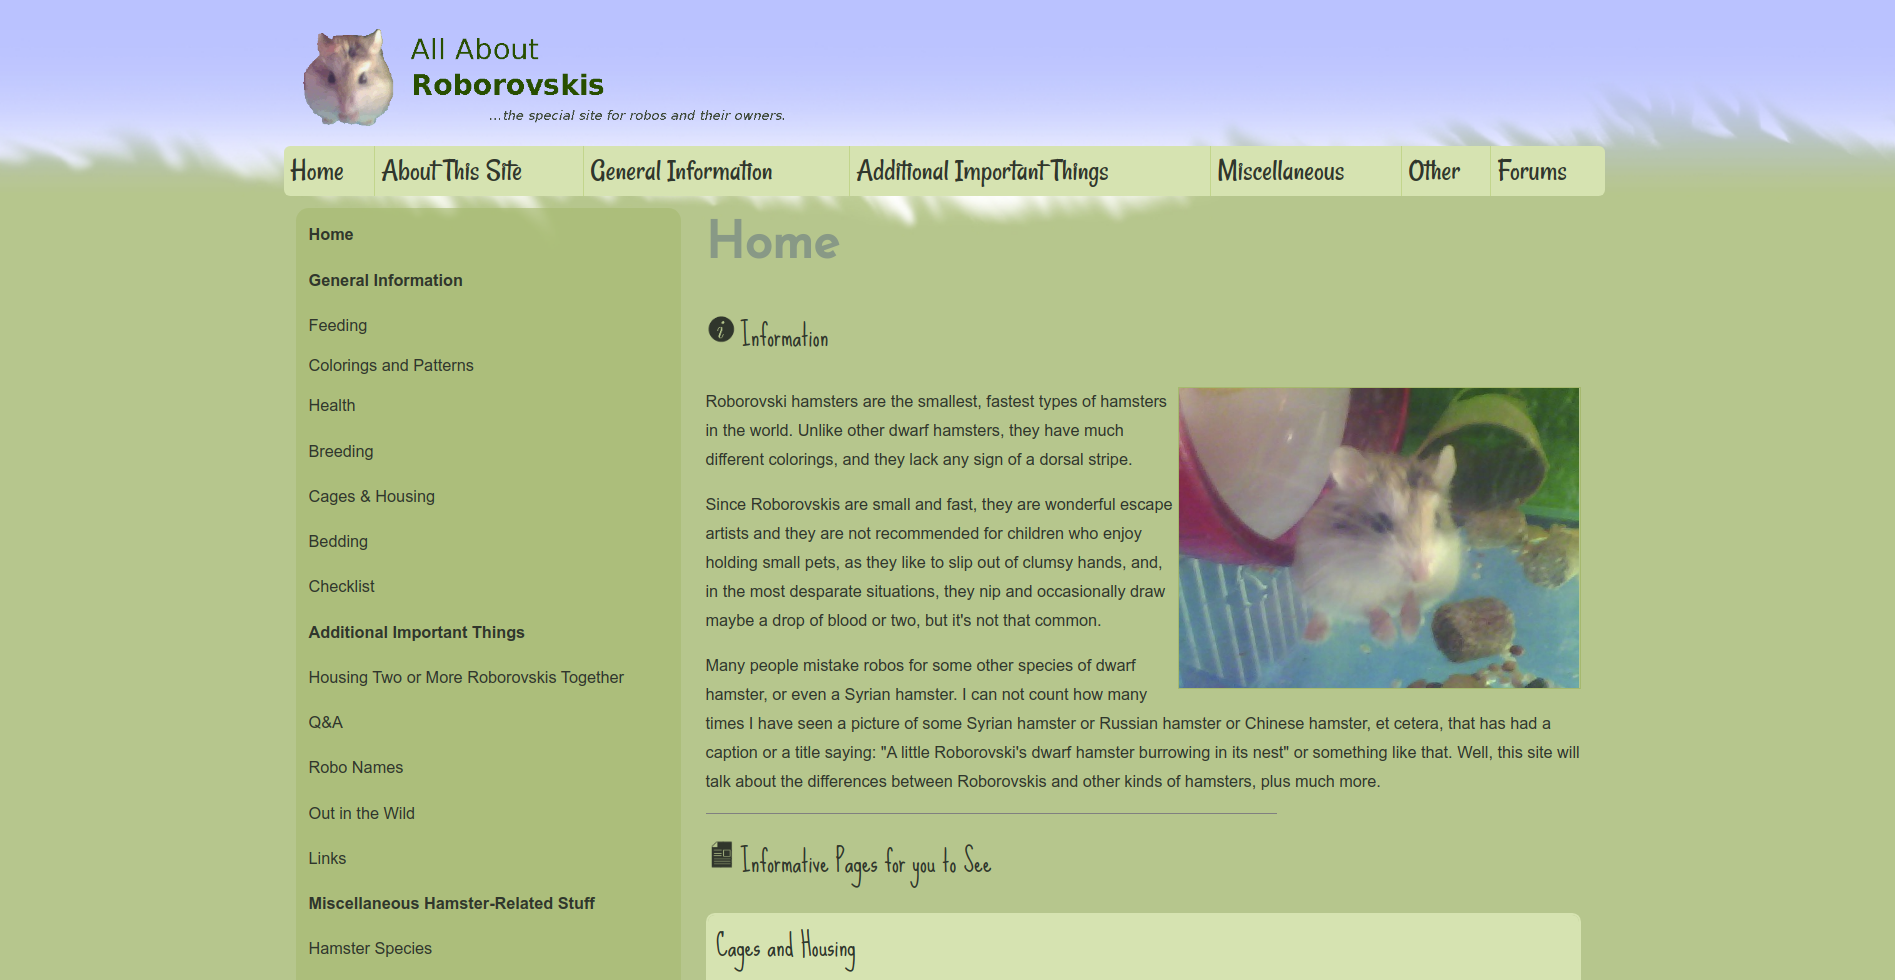 All About
Roborovskis
...the special site for robos and their owners.
Home
About This Site
General Information
Additional Important Things
Miscellaneous
Other
Forums
Home
General Information
Feeding
Colorings and Patterns
Health
Breeding
Cages & Housing
Bedding
Checklist
Additional Important Things
Housing Two or More Roborovskis Together
Q&A
Robo Names
Out in the Wild
Links
Miscellaneous Hamster-Related Stuff
Hamster Species
Home
Information
Roborovski hamsters are the smallest, fastest types of hamsters
in the world. Unlike other dwarf hamsters, they have much
different colorings, and they lack any sign of a dorsal stripe.
Since Roborovskis are small and fast, they are wonderful escape
artists and they are not recommended for children who enjoy
holding small pets, as they like to slip out of clumsy hands, and,
in the most desparate situations, they nip and occasionally draw
maybe a drop of blood or two, but it's not that common.
Many people mistake robos for some other species of dwarf
hamster, or even a Syrian hamster. I can not count how many
times I have seen a picture of some Syrian hamster or Russian hamster or Chinese hamster, et cetera, that has had a
caption or a title saying: "A little Roborovski's dwarf hamster burrowing in its nest" or something like that. Well, this site will
talk about the differences between Roborovskis and other kinds of hamsters, plus much more.
Informative Pages for you to See
Cages and Housing